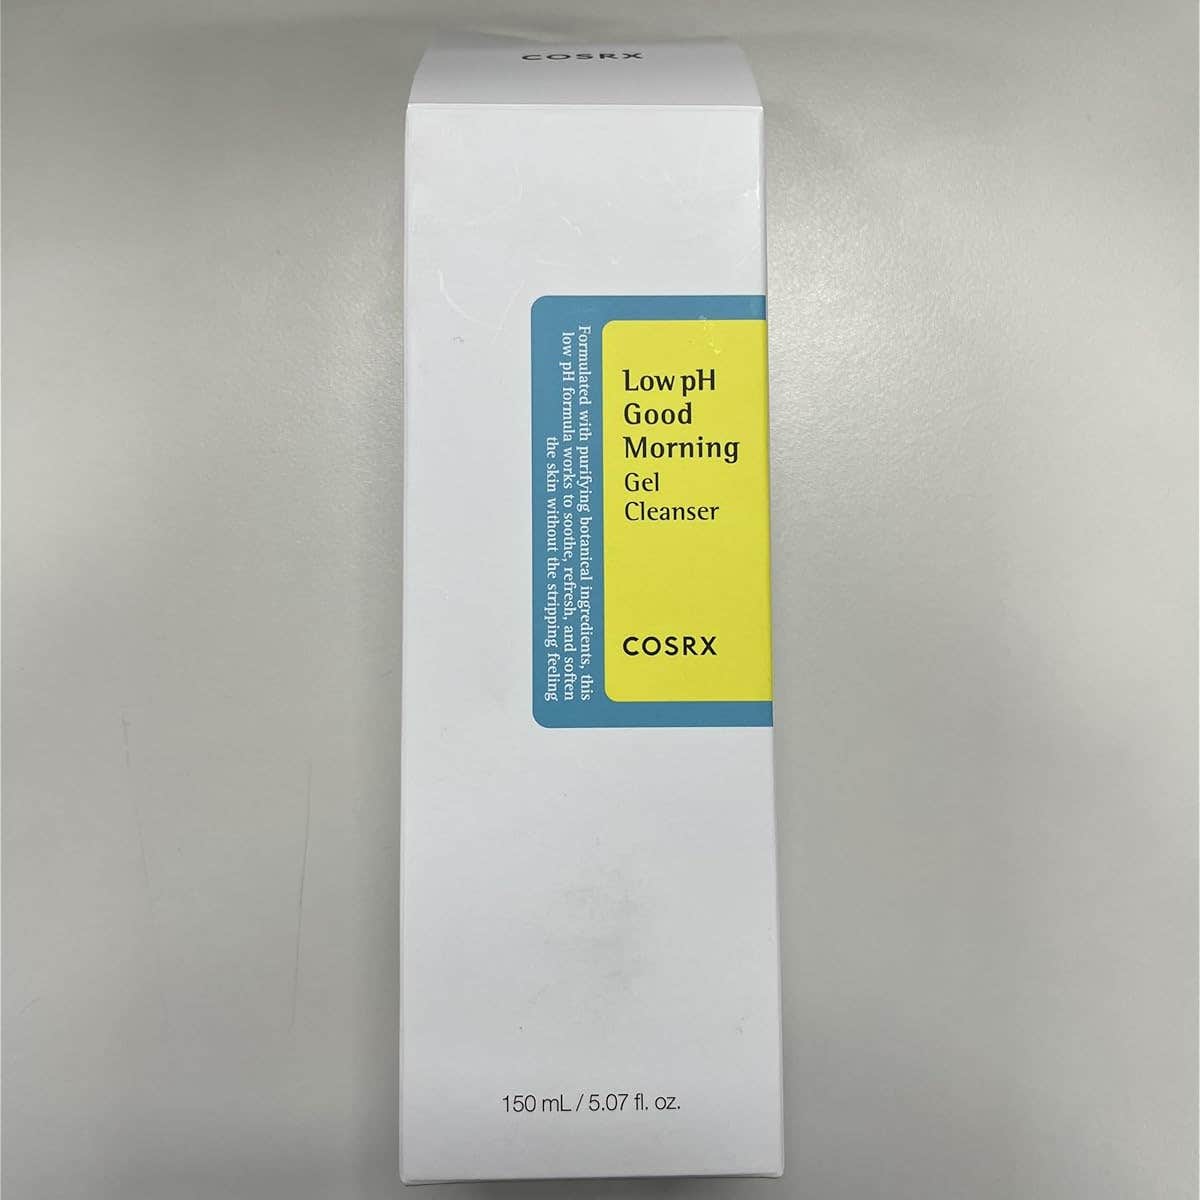 COSRX
Low pH
Good
Morning
Gel
Cleanser
COSRX
Formulated with purifying botanical ingredients, this
low pH formula works to soothe, refresh, and soften
the skin without the stripping feeling
150 mL / 5.07 fl. oz.